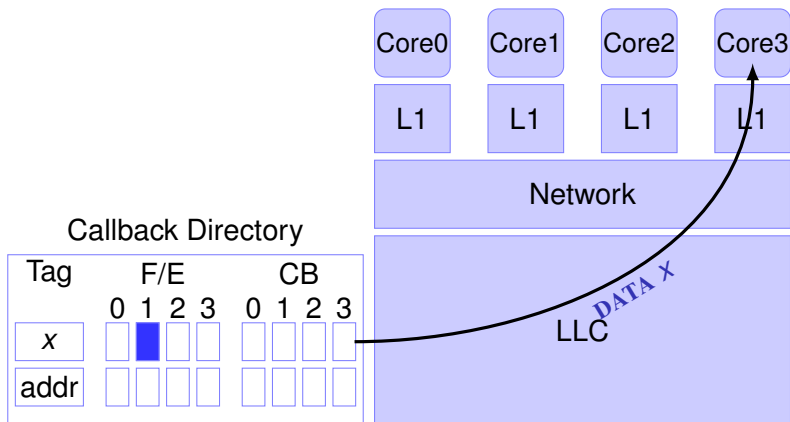 Core0 Core1 Core2 Core3
L1 L1 L1 L1
Network
Callback Directory
Tag F/E CB
0 1 2 3 0 1 2 3
x
addr
DATA X
LLC